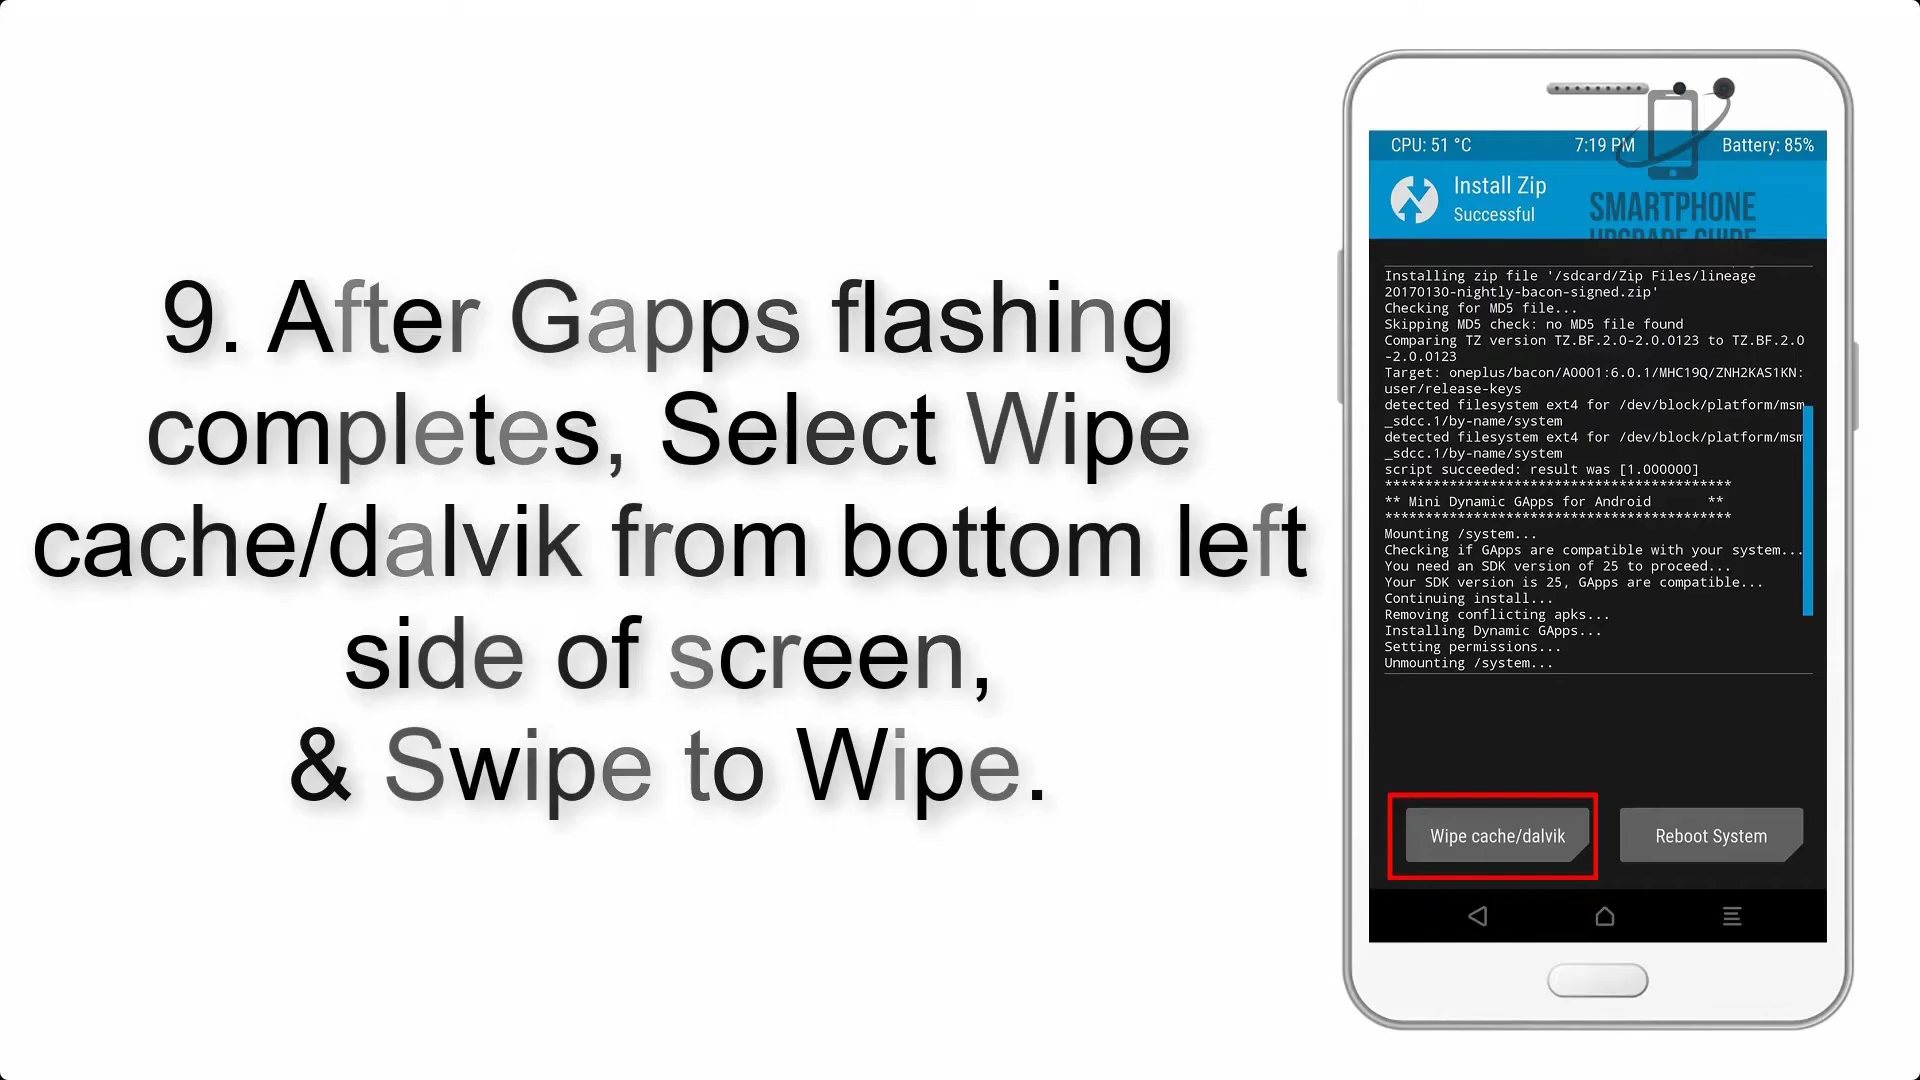 9. After Gapps flashing
completes, Select Wipe
cache/dalvik from bottom left
side of screen,
& Swipe to Wipe.
CPU: 51 °C 7:19 PM Battery: 85%
Install Zip
Successful
SMARTPHONE
UPGRADE GUIDE
Installing zip file '/sdcard/Zip Files/lineage
20170130-nightly-bacon-signed.zip'
Checking for MD5 file...
Skipping MD5 check: no MD5 file found
Comparing TZ version TZ.BF.2.0-2.0.0123 to TZ.BF.2.0
-2.0.0123
Target: oneplus/bacon/A0001:6.0.1/MHC19Q/ZNH2KAS1KN:
user/release-keys
detected filesystem ext4 for /dev/block/platform/msm
_sdcc.1/by-name/system
detected filesystem ext4 for /dev/block/platform/msm
_sdcc.1/by-name/system
script succeeded: result was [1.000000]
******************************************
** Mini Dynamic GApps for Android **
******************************************
Mounting /system...
Checking if GApps are compatible with your system...
You need an SDK version of 25 to proceed...
Your SDK version is 25, GApps are compatible...
Continuing install...
Removing conflicting apks...
Installing Dynamic GApps...
Setting permissions...
Unmounting /system...
Wipe cache/dalvik Reboot System